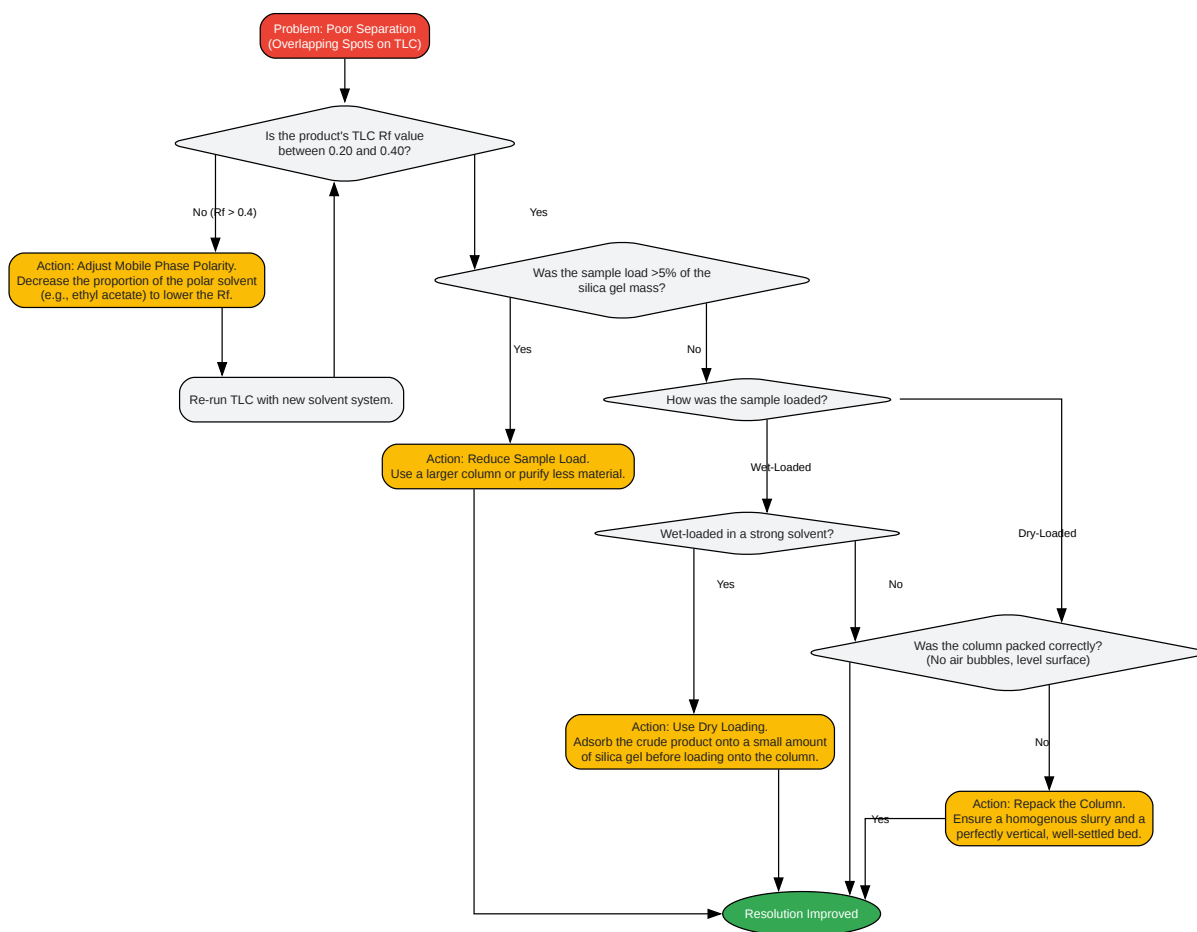 Problem: Poor Separation
(Overlapping Spots on TLC)
Is the product's TLC Rf value
between 0.20 and 0.40?
No (Rf > 0.4)
Yes
Action: Adjust Mobile Phase Polarity.
Decrease the proportion of the polar solvent
(e.g., ethyl acetate) to lower the Rf.
Was the sample load >5% of the
silica gel mass?
Yes
No
Re-run TLC with new solvent system.
How was the sample loaded?
Action: Reduce Sample Load.
Use a larger column or purify less material.
Wet-Loaded
Wet-loaded in a strong solvent?
Dry-Loaded
Yes
No
Was the column packed correctly?
(No air bubbles, level surface)
Action: Use Dry Loading.
Adsorb the crude product onto a small amount
of silica gel before loading onto the column.
No
Action: Repack the Column.
Ensure a homogenous slurry and a
perfectly vertical, well-settled bed.
Yes
Resolution Improved